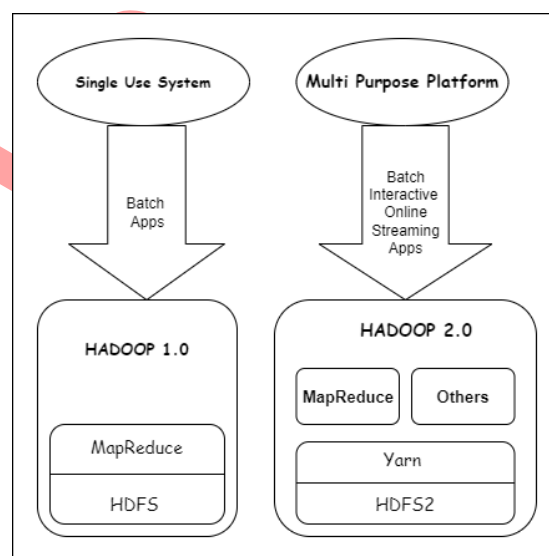 Single Use System
Batch
Apps
HADOOP 1.0
MapReduce
HDFS
Multi Purpose Platform
Batch
Interactive
Online
Streaming
Apps
HADOOP 2.0
MapReduce
Others
Yarn
HDFS2